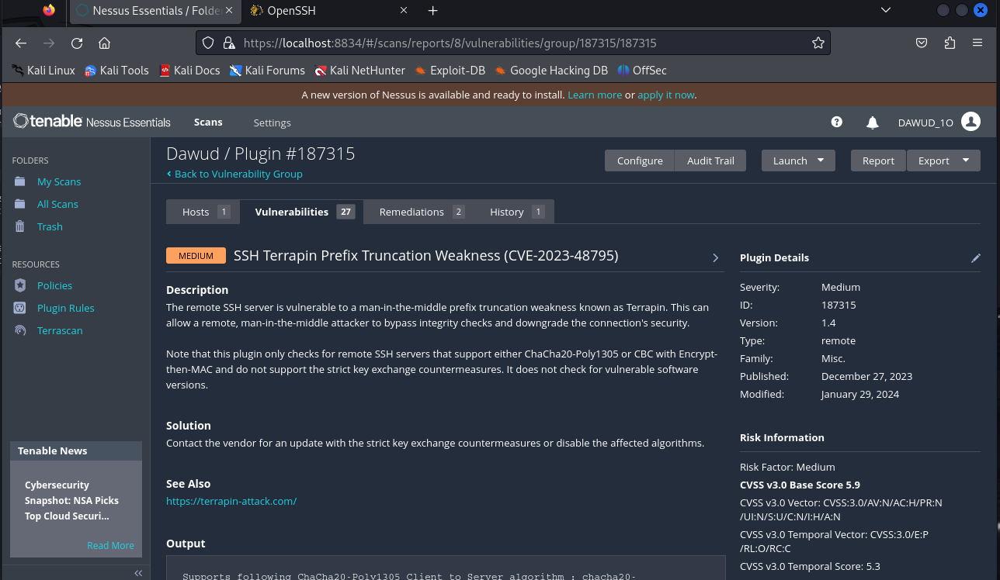 Nessus Essentials / Folde
OpenSSH
https://localhost:8834/#/scans/reports/8/vulnerabilities/group/187315/187315
Kali Linux
Kali Tools
Kali Docs
Kali Forums
Kali NetHunter
Exploit-DB
Google Hacking DB
OffSec
A new version of Nessus is available and ready to install. Learn more or apply it now.
tenable Nessus Essentials
Scans
Settings
DAWUD_1O
FOLDERS
My Scans
All Scans
Trash
RESOURCES
Policies
Plugin Rules
Terrascan
Tenable News
Cybersecurity
Snapshot: NSA Picks
Top Cloud Securi...
Read More
Dawud / Plugin #187315
Back to Vulnerability Group
Configure
Audit Trail
Launch
Report
Export
Hosts 1
Vulnerabilities 27
Remediations 2
History 1
MEDIUM
SSH Terrapin Prefix Truncation Weakness (CVE-2023-48795)
Description
The remote SSH server is vulnerable to a man-in-the-middle prefix truncation weakness known as Terrapin. This can
allow a remote, man-in-the-middle attacker to bypass integrity checks and downgrade the connection's security.
Note that this plugin only checks for remote SSH servers that support either ChaCha20-Poly1305 or CBC with Encrypt-
then-MAC and do not support the strict key exchange countermeasures. It does not check for vulnerable software
versions.
Solution
Contact the vendor for an update with the strict key exchange countermeasures or disable the affected algorithms.
See Also
https://terrapin-attack.com/
Output
Supports following ChaCha20-Poly1305 Client to Server algorithm : chacha20-
Plugin Details
Severity: Medium
ID: 187315
Version: 1.4
Type: remote
Family: Misc.
Published: December 27, 2023
Modified: January 29, 2024
Risk Information
Risk Factor: Medium
CVSS v3.0 Base Score 5.9
CVSS v3.0 Vector: CVSS:3.0/AV:N/AC:H/PR:N
/UI:N/S:U/C:N/I:H/A:N
CVSS v3.0 Temporal Vector: CVSS:3.0/E:P
/RL:O/RC:C
CVSS v3.0 Temporal Score: 5.3